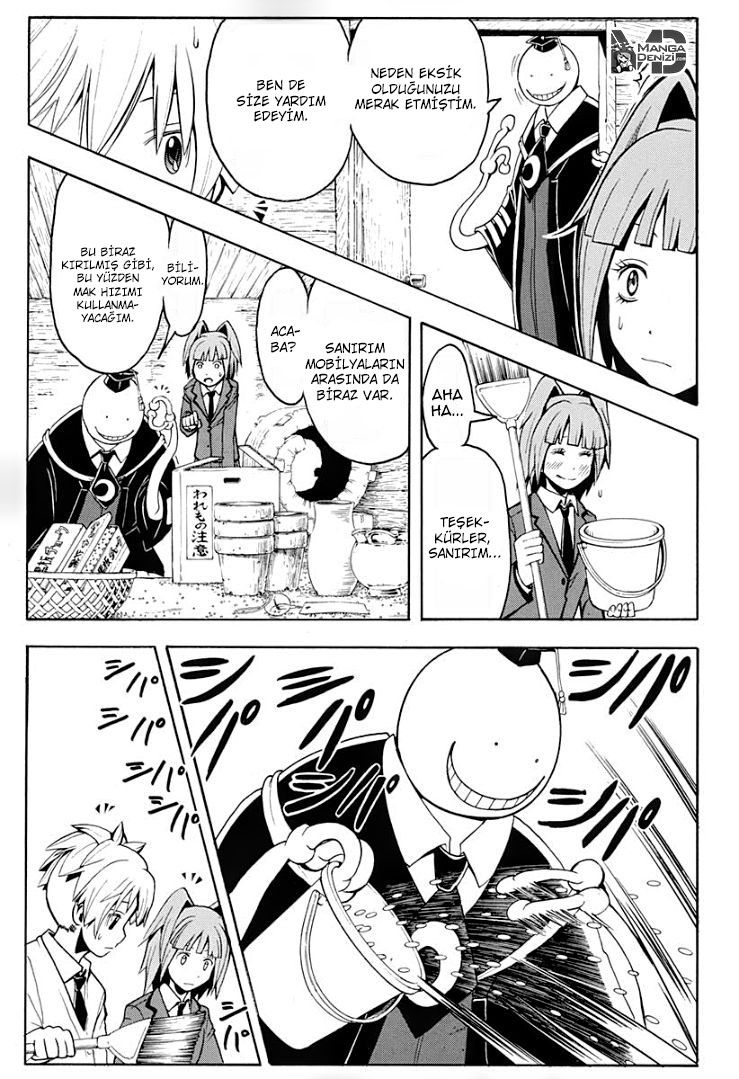 MANGA
DENİZİ.com
NEDEN EKSİK
OLDUĞUNUZU
MERAK ETMİŞTİM.
BEN DE
SİZE YARDIM
EDEYİM.
BU BİRAZ
KIRILMIŞ GİBİ,
BU YÜZDEN
MAK HIZIMI
KULLANMA-
YACAĞIM.
BİLİ-
YORUM.
ACA-
BA?
SANIRIM
MOBİLYALARIN
ARASINDA DA
BİRAZ VAR.
われもの注意
AHA
HA...
TEŞEK-
KÜRLER,
SANIRIM...
シパ
シパ
シパ
シパ
シパ
シパ
シパ
シパ